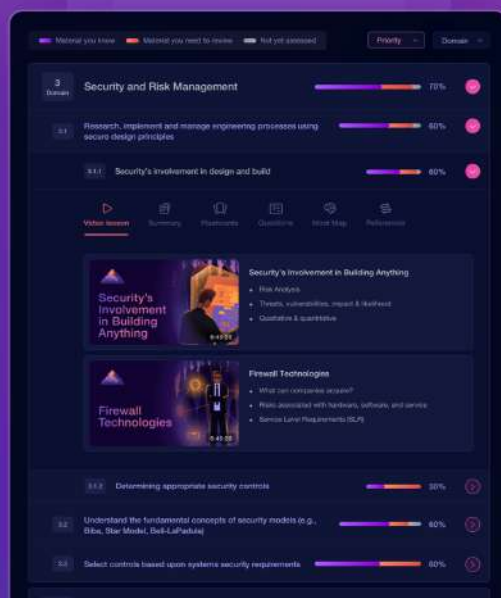 Material you know
Material you need to review
Not yet assessed
Priority
Domain
3
Domain
Security and Risk Management
70%
3.1
Research, implement and manage engineering processes using
secure design principles
60%
3.1.1
Security's involvement in design and build
60%
Video lesson
Summary
Flashcards
Questions
Mind Map
References
Security's
Involvement
in Building
Anything
Security's Involvement in Building Anything
Risk Analysis
Threats, vulnerabilities, impact & likelihood
Qualitative & quantitative
Firewall
Technologies
Firewall Technologies
What can companies acquire?
Risks associated with hardware, software, and service
Service Level Requirements (SLR)
3.1.2
Determining appropriate security controls
30%
3.2
Understand the fundamental concepts of security models (e.g.,
Biba, Star Model, Bell-LaPadula)
60%
3.3
Select controls based upon systems security requirements
60%